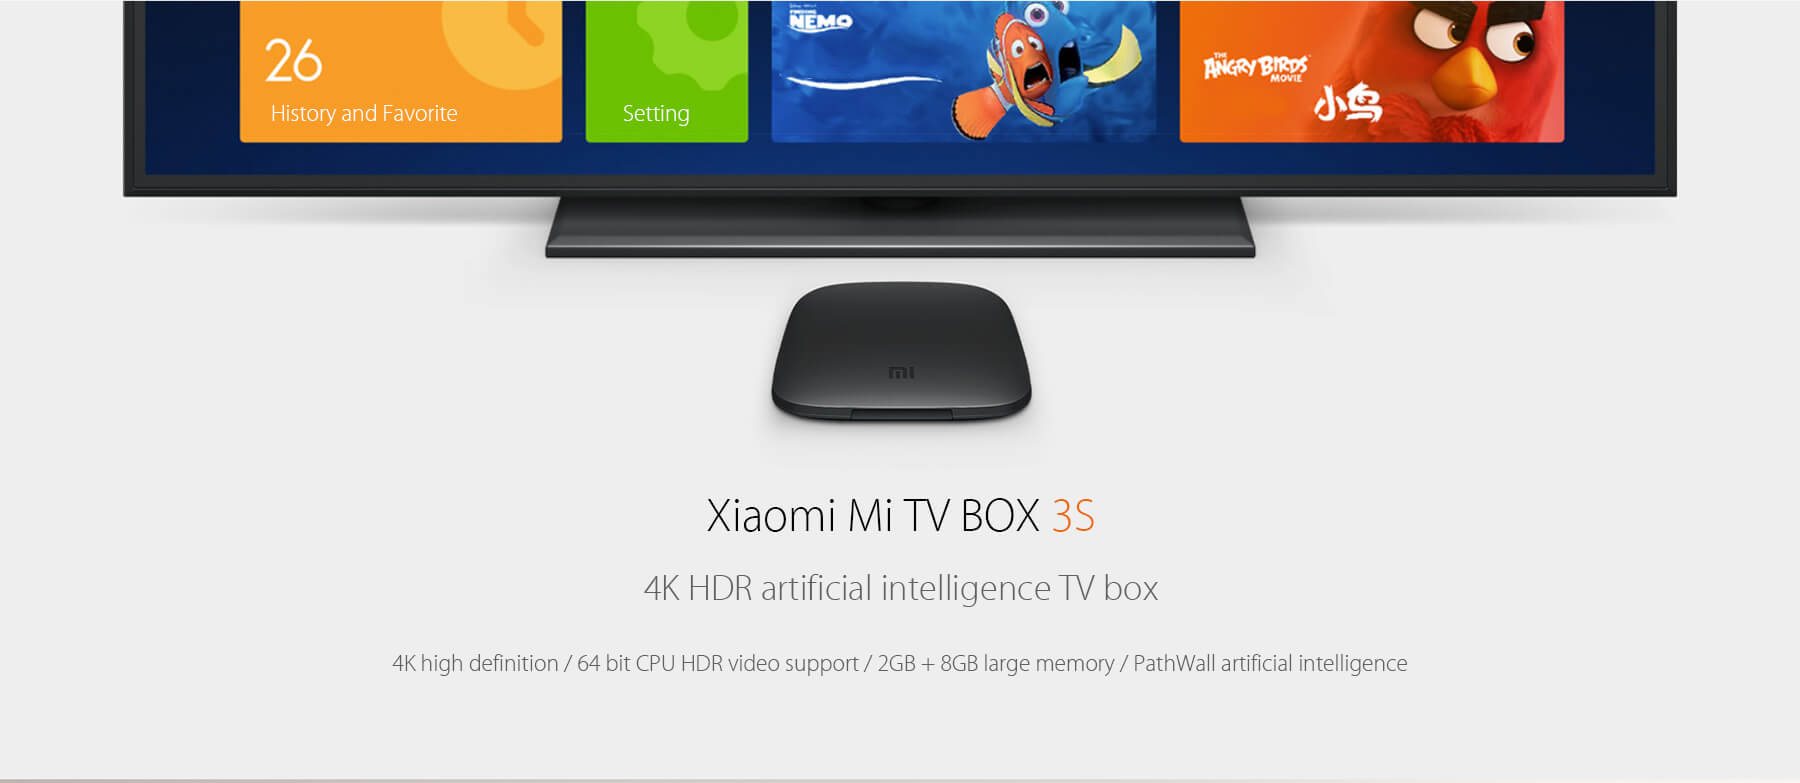 26
History and Favorite
Setting
FINDING
NEMO
THE
ANGRY BIRDS
MOVIE
小鸟
mi
Xiaomi Mi TV BOX 3S
4K HDR artificial intelligence TV box
4K high definition / 64 bit CPU HDR video support / 2GB + 8GB large memory / PathWall artificial intelligence